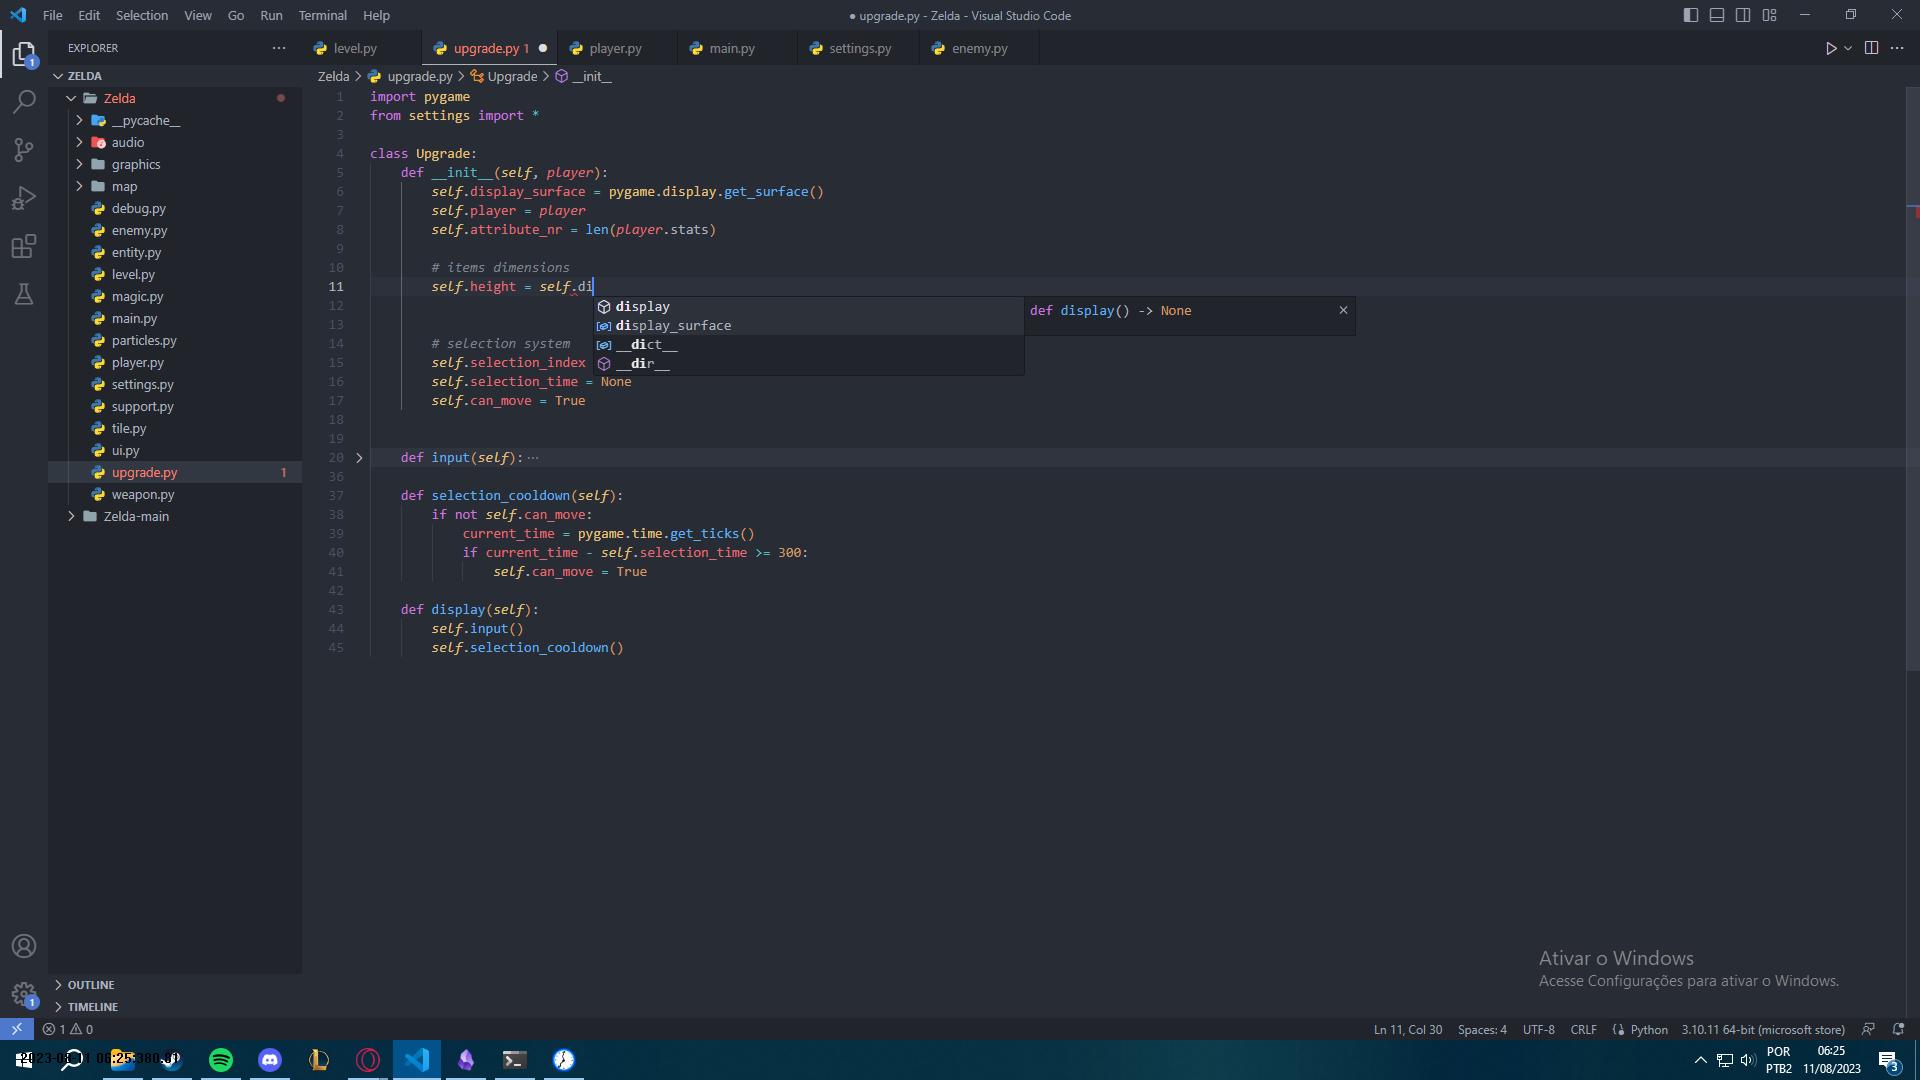 File Edit Selection View Go Run Terminal Help
● upgrade.py - Zelda - Visual Studio Code
EXPLORER
level.py
upgrade.py 1
player.py
main.py
settings.py
enemy.py
ZELDA
Zelda
__pycache__
audio
graphics
map
debug.py
enemy.py
entity.py
level.py
magic.py
main.py
particles.py
player.py
settings.py
support.py
tile.py
ui.py
upgrade.py 1
weapon.py
Zelda-main
OUTLINE
TIMELINE
Zelda > upgrade.py > Upgrade > __init__
1 import pygame
2 from settings import *
3
4 class Upgrade:
5 def __init__(self, player):
6 self.display_surface = pygame.display.get_surface()
7 self.player = player
8 self.attribute_nr = len(player.stats)
9
10 # items dimensions
11 self.height = self.di
12
13
14 # selection system
15 self.selection_index
16 self.selection_time = None
17 self.can_move = True
18
19
20 def input(self):⋯
36
37 def selection_cooldown(self):
38 if not self.can_move:
39 current_time = pygame.time.get_ticks()
40 if current_time - self.selection_time >= 300:
41 self.can_move = True
42
43 def display(self):
44 self.input()
45 self.selection_cooldown()
display
display_surface
__dict__
__dir__
def display() -> None
Ativar o Windows
Acesse Configurações para ativar o Windows.
1
1
1 0
Ln 11, Col 30 Spaces: 4 UTF-8 CRLF Python 3.10.11 64-bit (microsoft store)
POR
PTB2
06:25
11/08/2023
3